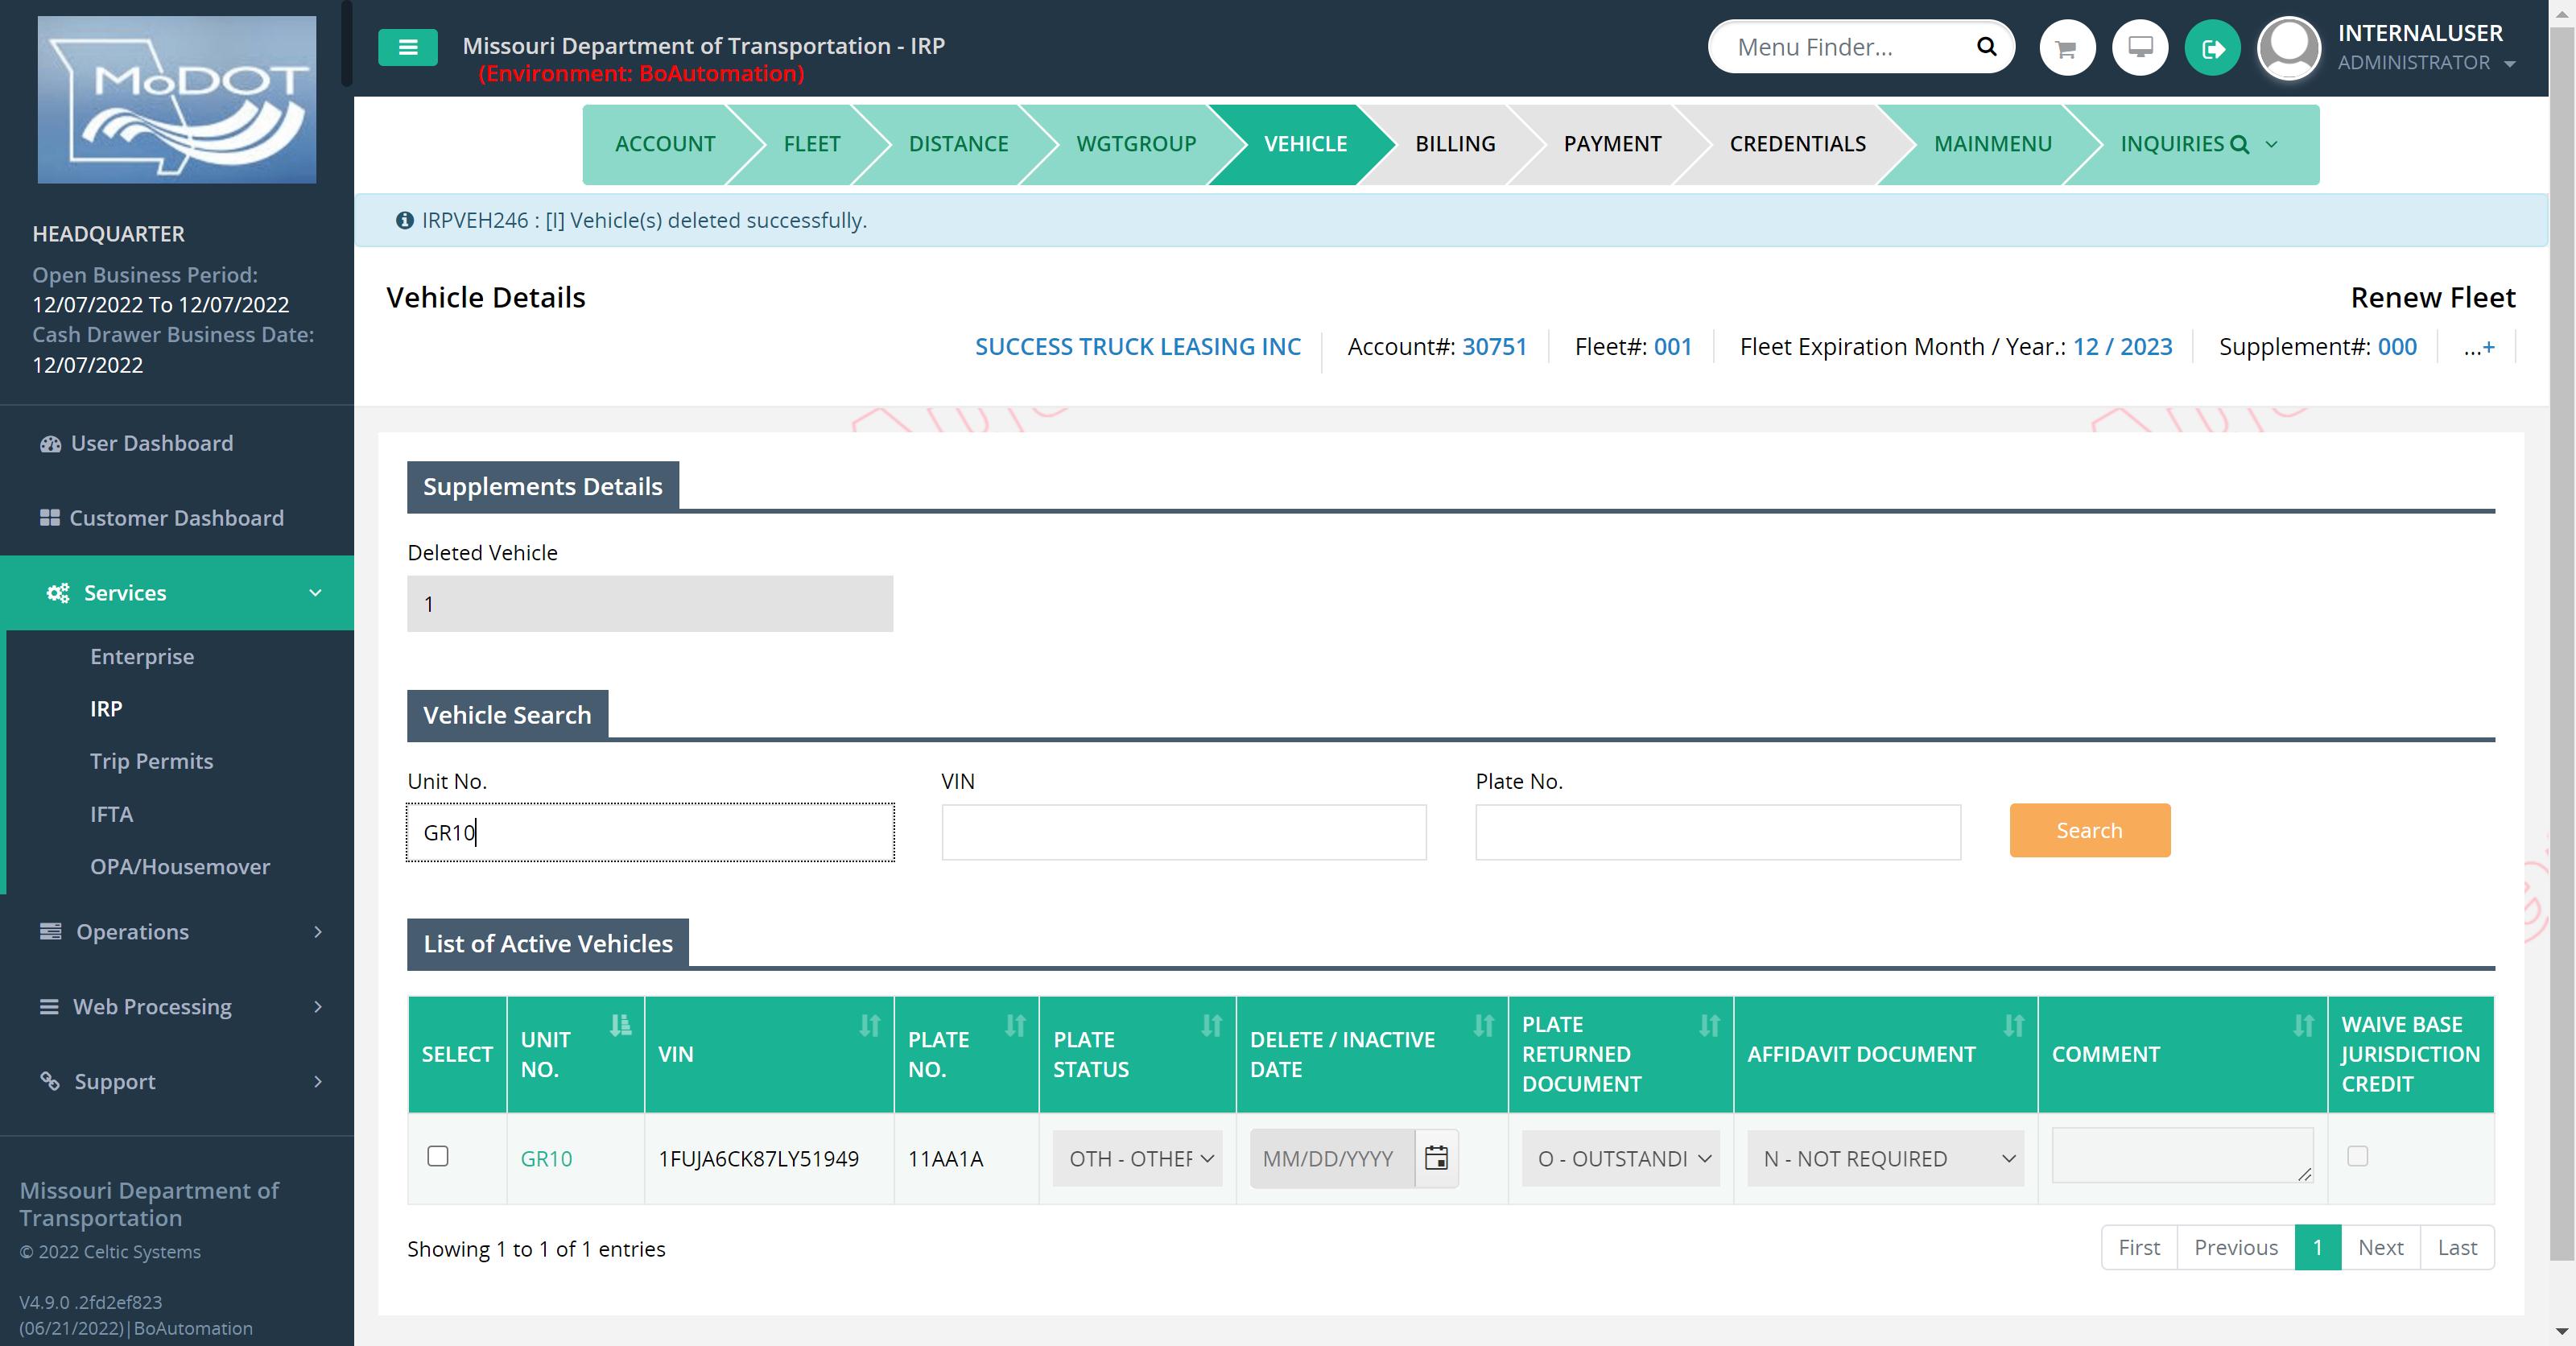 MoDOT
Missouri Department of Transportation - IRP
(Environment: BoAutomation)
Menu Finder...
INTERNALUSER
ADMINISTRATOR
ACCOUNT
FLEET
DISTANCE
WGTGROUP
VEHICLE
BILLING
PAYMENT
CREDENTIALS
MAINMENU
INQUIRIES
IRPVEH246 : [I] Vehicle(s) deleted successfully.
HEADQUARTER
Open Business Period:
12/07/2022 To 12/07/2022
Cash Drawer Business Date:
12/07/2022
User Dashboard
Customer Dashboard
Services
Enterprise
IRP
Trip Permits
IFTA
OPA/Housemover
Operations
Web Processing
Support
Missouri Department of
Transportation
© 2022 Celtic Systems
V4.9.0 .2fd2ef823
(06/21/2022)|BoAutomation
Vehicle Details
Renew Fleet
SUCCESS TRUCK LEASING INC
Account#: 30751
Fleet#: 001
Fleet Expiration Month / Year.: 12 / 2023
Supplement#: 000
...+
Supplements Details
Deleted Vehicle
1
Vehicle Search
Unit No.
VIN
Plate No.
GR10
Search
List of Active Vehicles
SELECT
UNIT
NO.
VIN
PLATE
NO.
PLATE
STATUS
DELETE / INACTIVE
DATE
PLATE
RETURNED
DOCUMENT
AFFIDAVIT DOCUMENT
COMMENT
WAIVE BASE
JURISDICTION
CREDIT
GR10
1FUJA6CK87LY51949
11AA1A
OTH - OTHER
MM/DD/YYYY
O - OUTSTANDI
N - NOT REQUIRED
Showing 1 to 1 of 1 entries
First
Previous
1
Next
Last